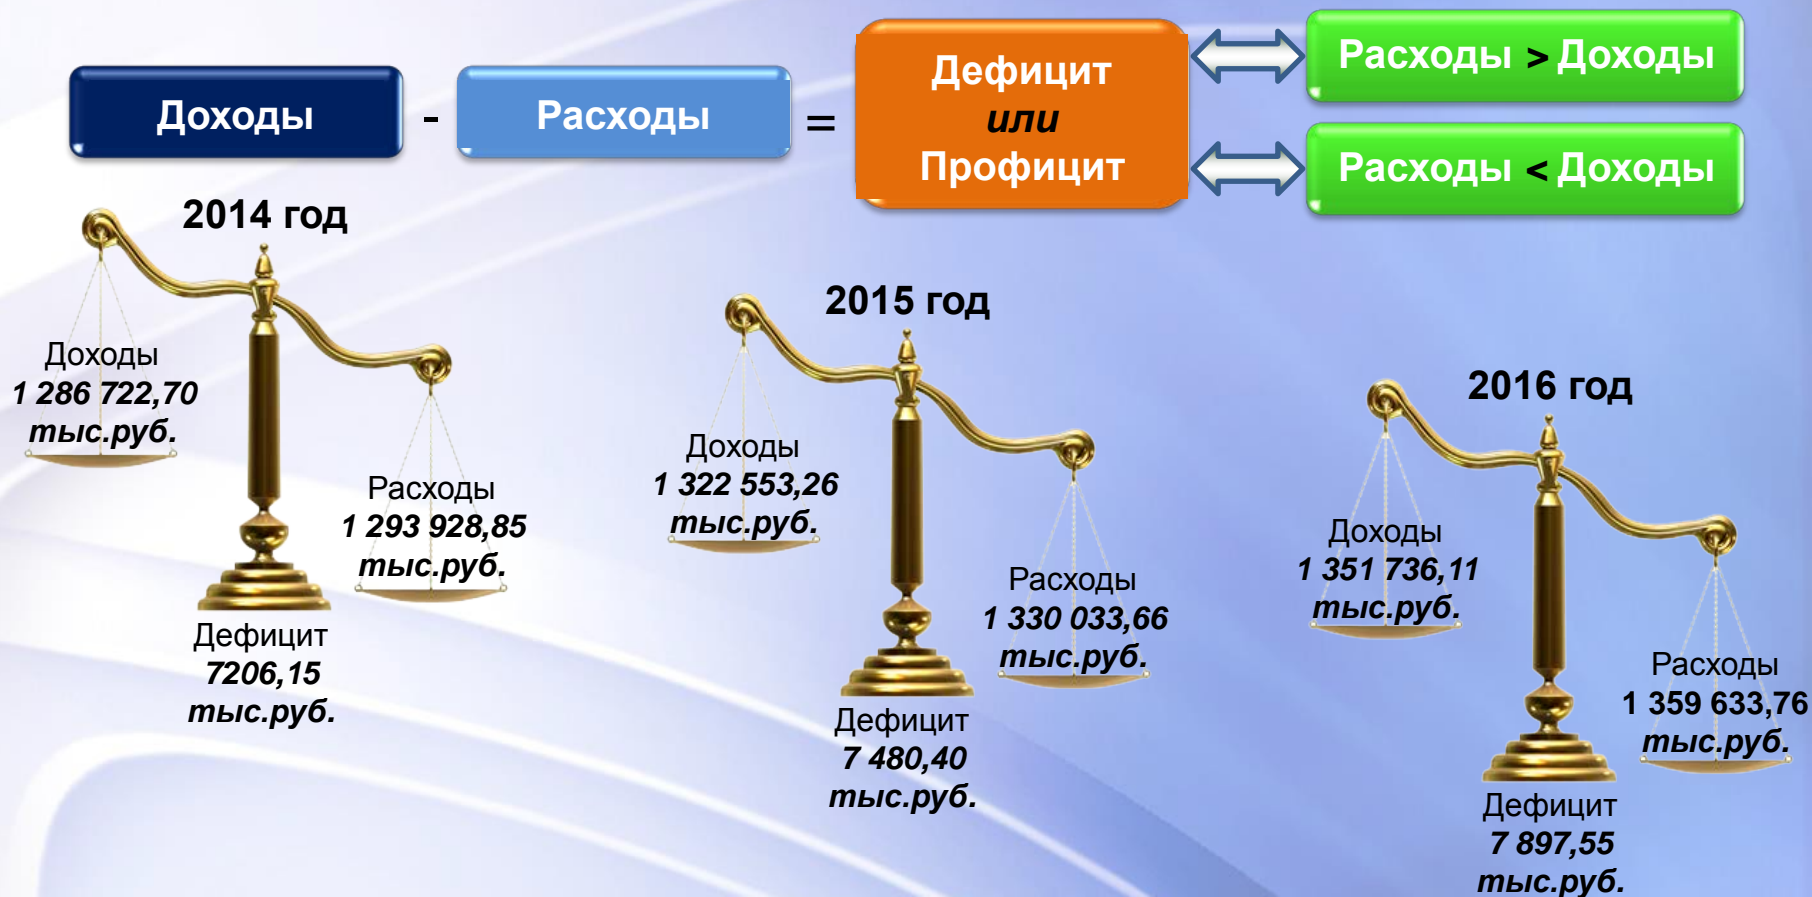 Доходы
-
Расходы
=
Дефицит
или
Профицит
Расходы > Доходы
Расходы < Доходы
2014 год
Доходы
1 286 722,70
тыс.руб.
Расходы
1 293 928,85
тыс.руб.
Дефицит
7206,15
тыс.руб.
2015 год
Доходы
1 322 553,26
тыс.руб.
Расходы
1 330 033,66
тыс.руб.
Дефицит
7 480,40
тыс.руб.
2016 год
Доходы
1 351 736,11
тыс.руб.
Расходы
1 359 633,76
тыс.руб.
Дефицит
7 897,55
тыс.руб.